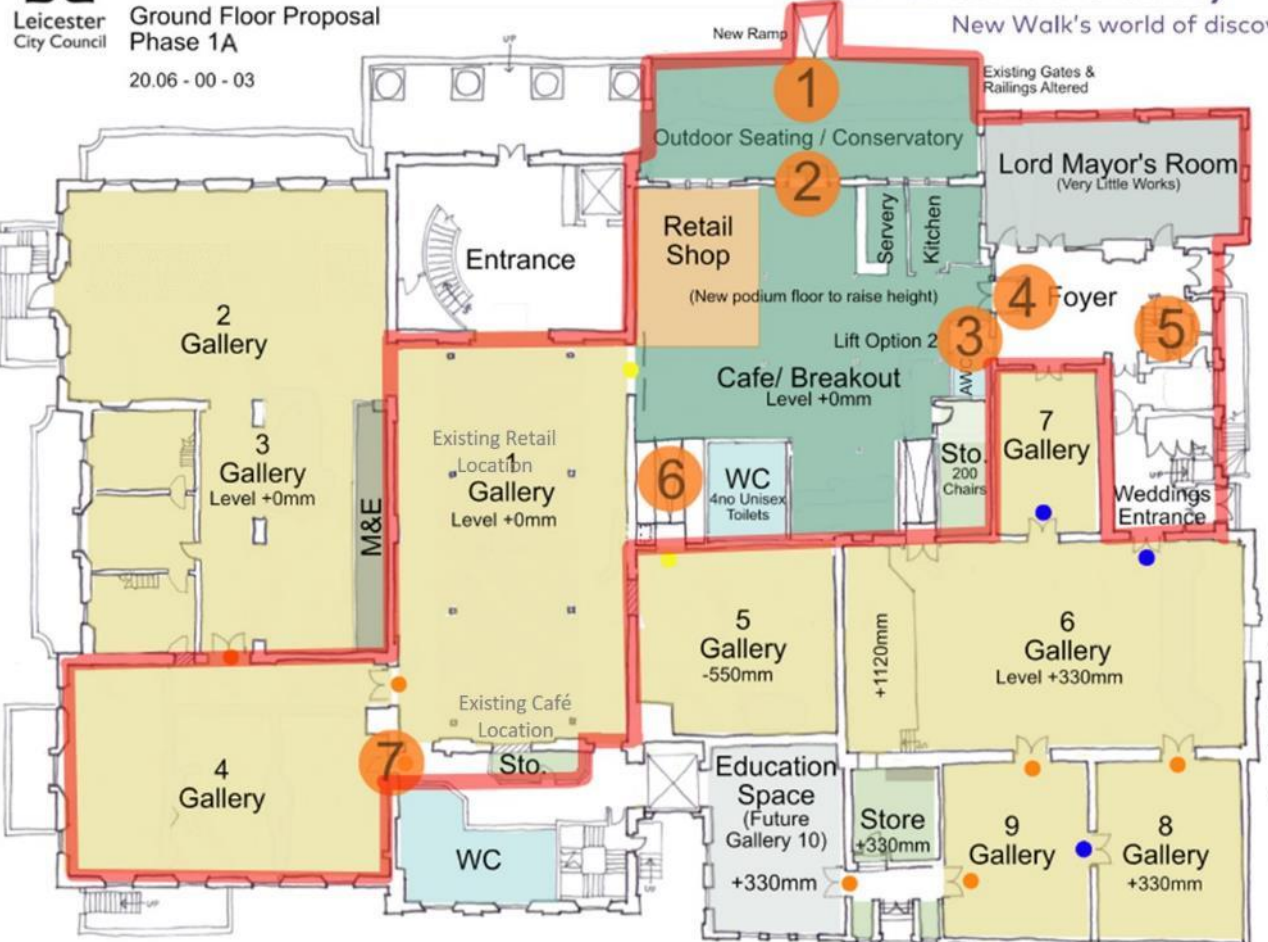 Leicester
City Council
Ground Floor Proposal
Phase 1A
20.06 - 00 - 03
New Walk's world of
UP
New Ramp
Existing Gates &
Railings Altered
1
Outdoor Seating / Conservatory
2
Lord Mayor's Room
(Very Little Works)
Retail
Shop
Servery
Kitchen
Entrance
(New podium floor to raise height)
4
Foyer
5
3
Lift Option 2
2
Gallery
Cafe/ Breakout
Level +0mm
3
Gallery
Level +0mm
M&E
Existing Retail
Location
1
Gallery
Level +0mm
6
WC
4no Unisex
Toilets
Sto.
200
Chairs
7
Gallery
UP
Weddings
Entrance
5
Gallery
-550mm
+1120mm
6
Gallery
Level +330mm
Existing Café
Location
7
Sto.
4
Gallery
WC
UP
UP
Education
Space
(Future
Gallery 10)
+330mm
Store
+330mm
9
Gallery
8
Gallery
+330mm